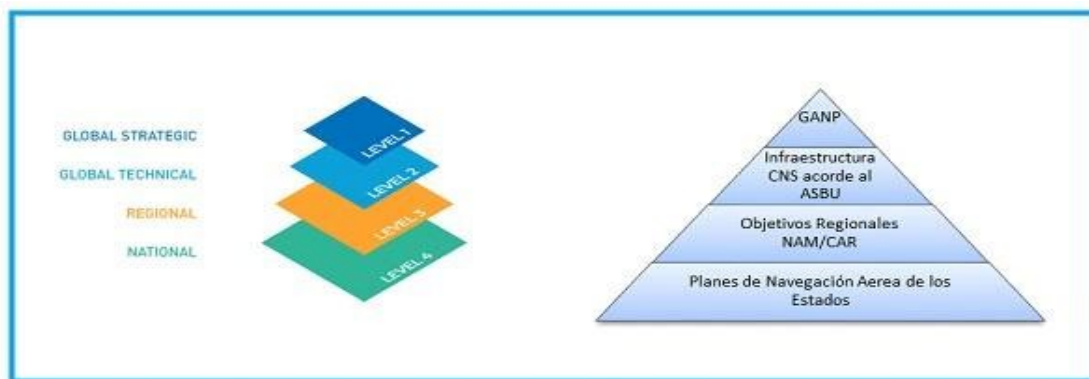 GLOBAL STRATEGIC
GLOBAL TECHNICAL
REGIONAL
NATIONAL
LEVEL 1
LEVEL 2
LEVEL 3
LEVEL 4
GANP
Infraestructura
CNS acorde al
ASBU
Objetivos Regionales
NAM/CAR
Planes de Navegación Aerea de los
Estados